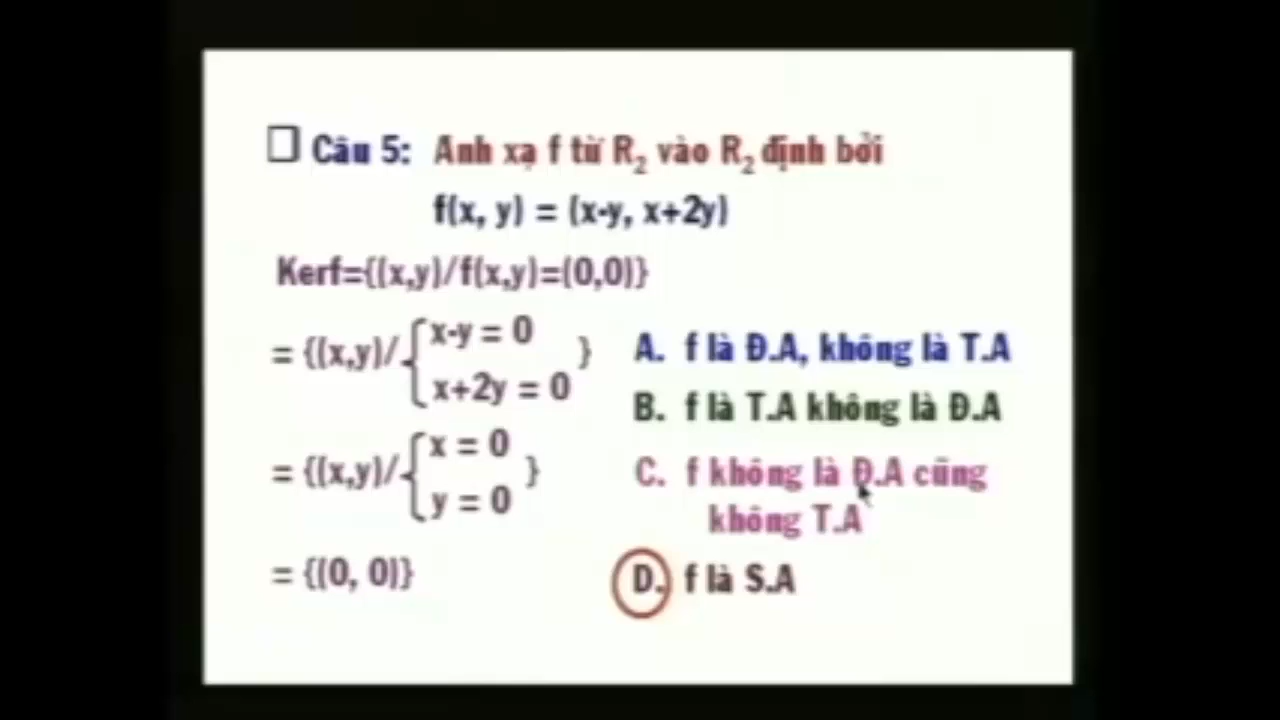 Câu 5: Ánh xạ f từ R₂ vào R₂ định bởi
f(x, y) = (x-y, x+2y)
Kerf={(x,y)/f(x,y)=(0,0)}
= {(x,y)/{x-y = 0
x+2y = 0 }
= {(x,y)/{x = 0
y = 0 }
= {(0, 0)}
A. f là Đ.A, không là T.A
B. f là T.A không là Đ.A
C. f không là Đ.A cũng
không T.A
D. f là S.A